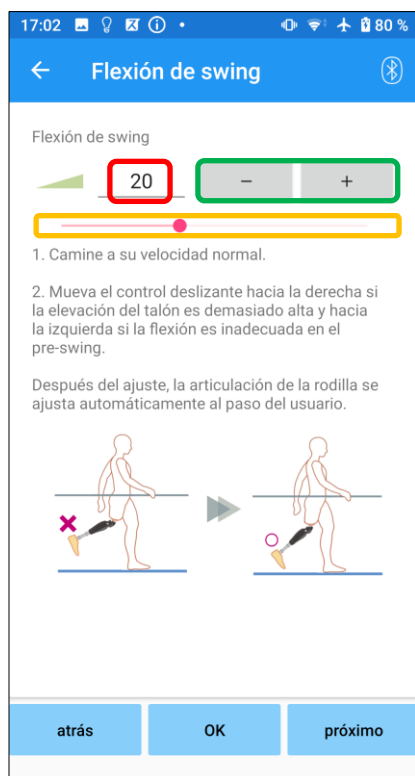 17:02 80 %
Flexión de swing
Flexión de swing
20 − +
1. Camine a su velocidad normal.
2. Mueva el control deslizante hacia la derecha si
la elevación del talón es demasiado alta y hacia
la izquierda si la flexión es inadecuada en el
pre-swing.
Después del ajuste, la articulación de la rodilla se
ajusta automáticamente al paso del usuario.
atrás OK próximo